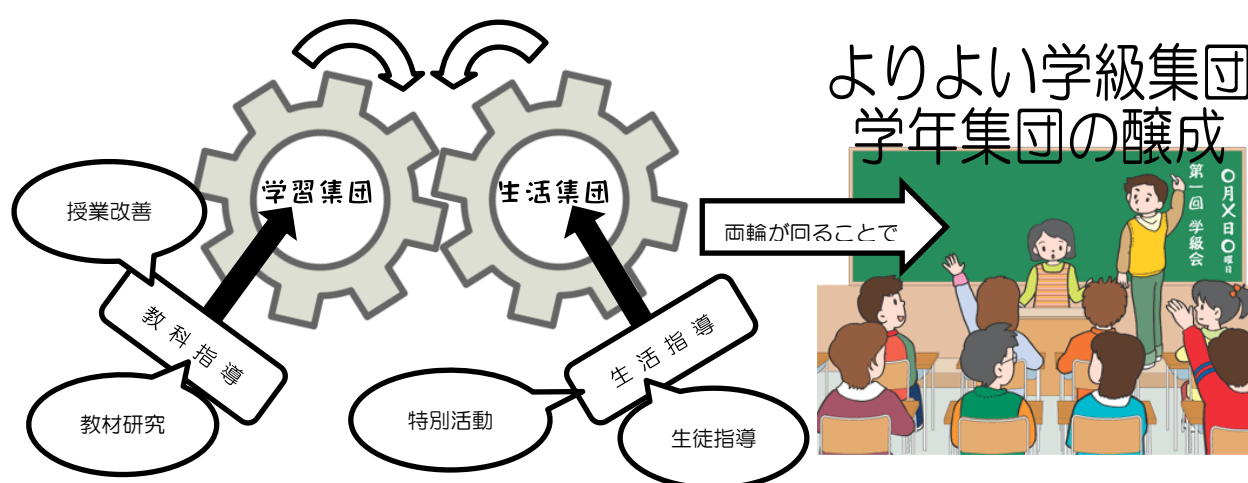 よりよい学級集団
学年集団の醸成
学習集団
生活集団
授業改善
両輪が回ることで
教科指導
生活指導
教材研究
特別活動
生徒指導
〇月×日〇曜日
第一回 学級会